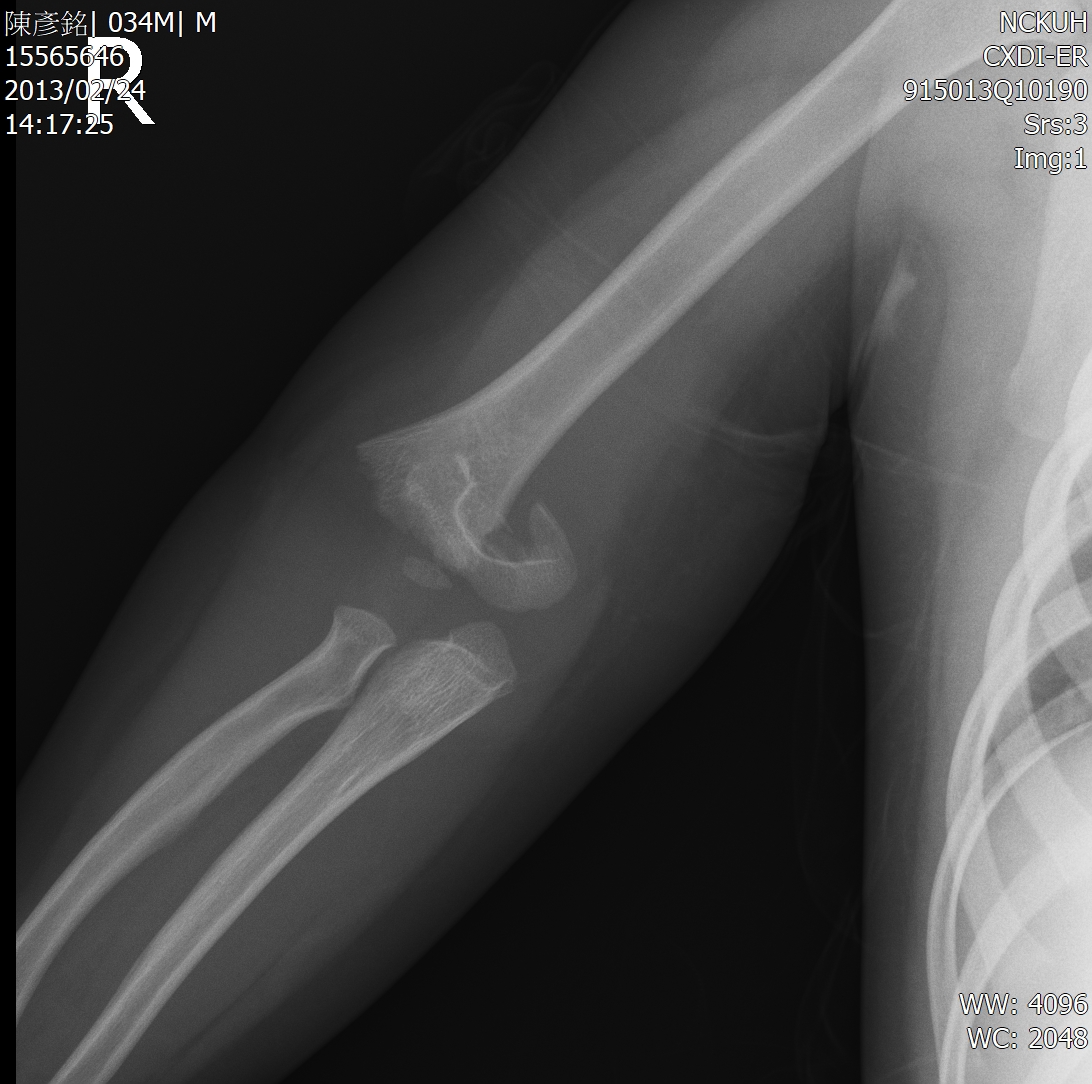 陳彥銘| 034M| M
15565646
2013/02/24
14:17:25
R
NCKUH
CXDI-ER
915013Q10190
Srs:3
Img:1
WW: 4096
WC: 2048